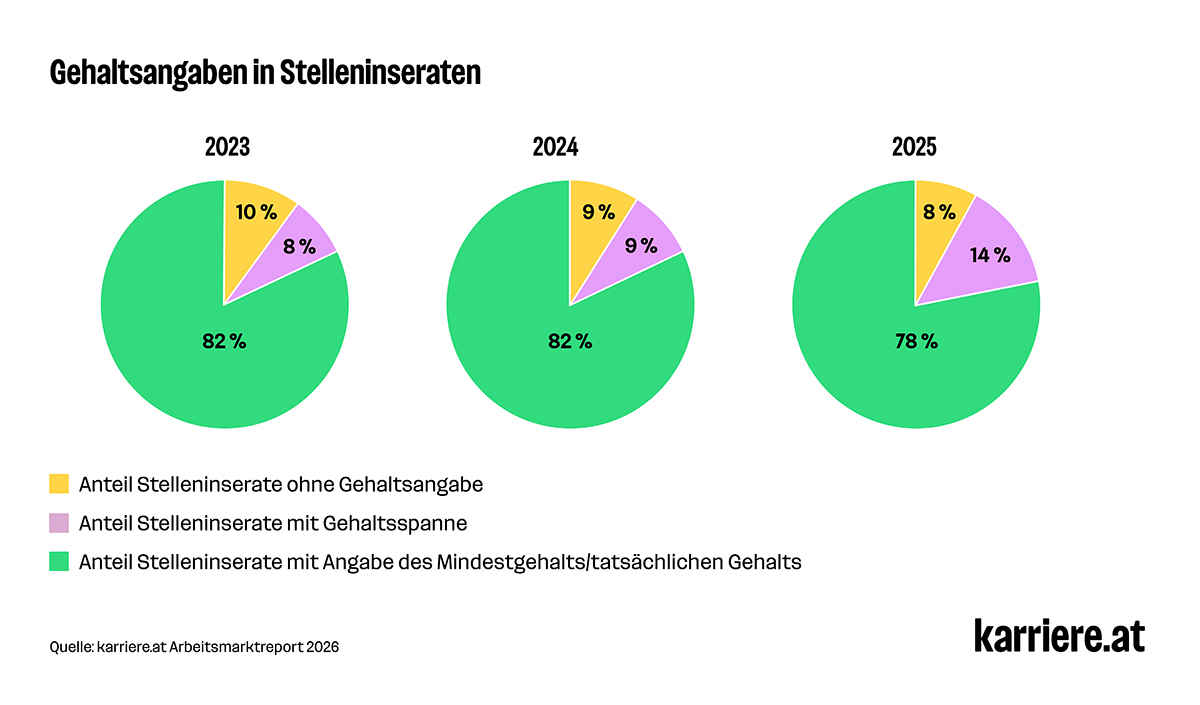 Gehaltsangaben in Stelleninseraten
2023
2024
2025
10 %
8 %
82 %
9 %
9 %
82 %
8 %
14 %
78 %
Anteil Stelleninserate ohne Gehaltsangabe
Anteil Stelleninserate mit Gehaltsspanne
Anteil Stelleninserate mit Angabe des Mindestgehalts/tatsächlichen Gehalts
Quelle: karriere.at Arbeitsmarktreport 2026
karriere.at